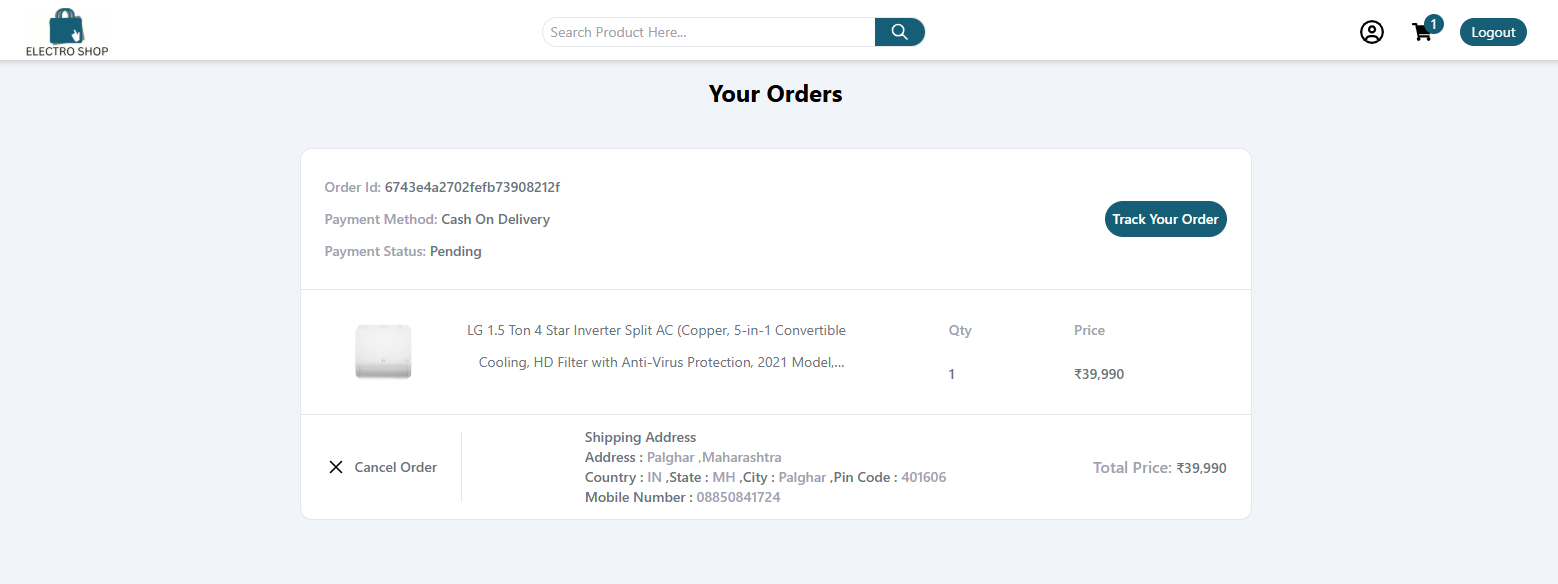 ELECTRO SHOP
Search Product Here...
1
Logout
Your Orders
Order Id: 6743e4a2702fefb73908212f
Payment Method: Cash On Delivery
Payment Status: Pending
Track Your Order
LG 1.5 Ton 4 Star Inverter Split AC (Copper, 5-in-1 Convertible
Cooling, HD Filter with Anti-Virus Protection, 2021 Model,...
Qty
1
Price
₹39,990
Cancel Order
Shipping Address
Address : Palghar ,Maharashtra
Country : IN ,State : MH ,City : Palghar ,Pin Code : 401606
Mobile Number : 08850841724
Total Price: ₹39,990